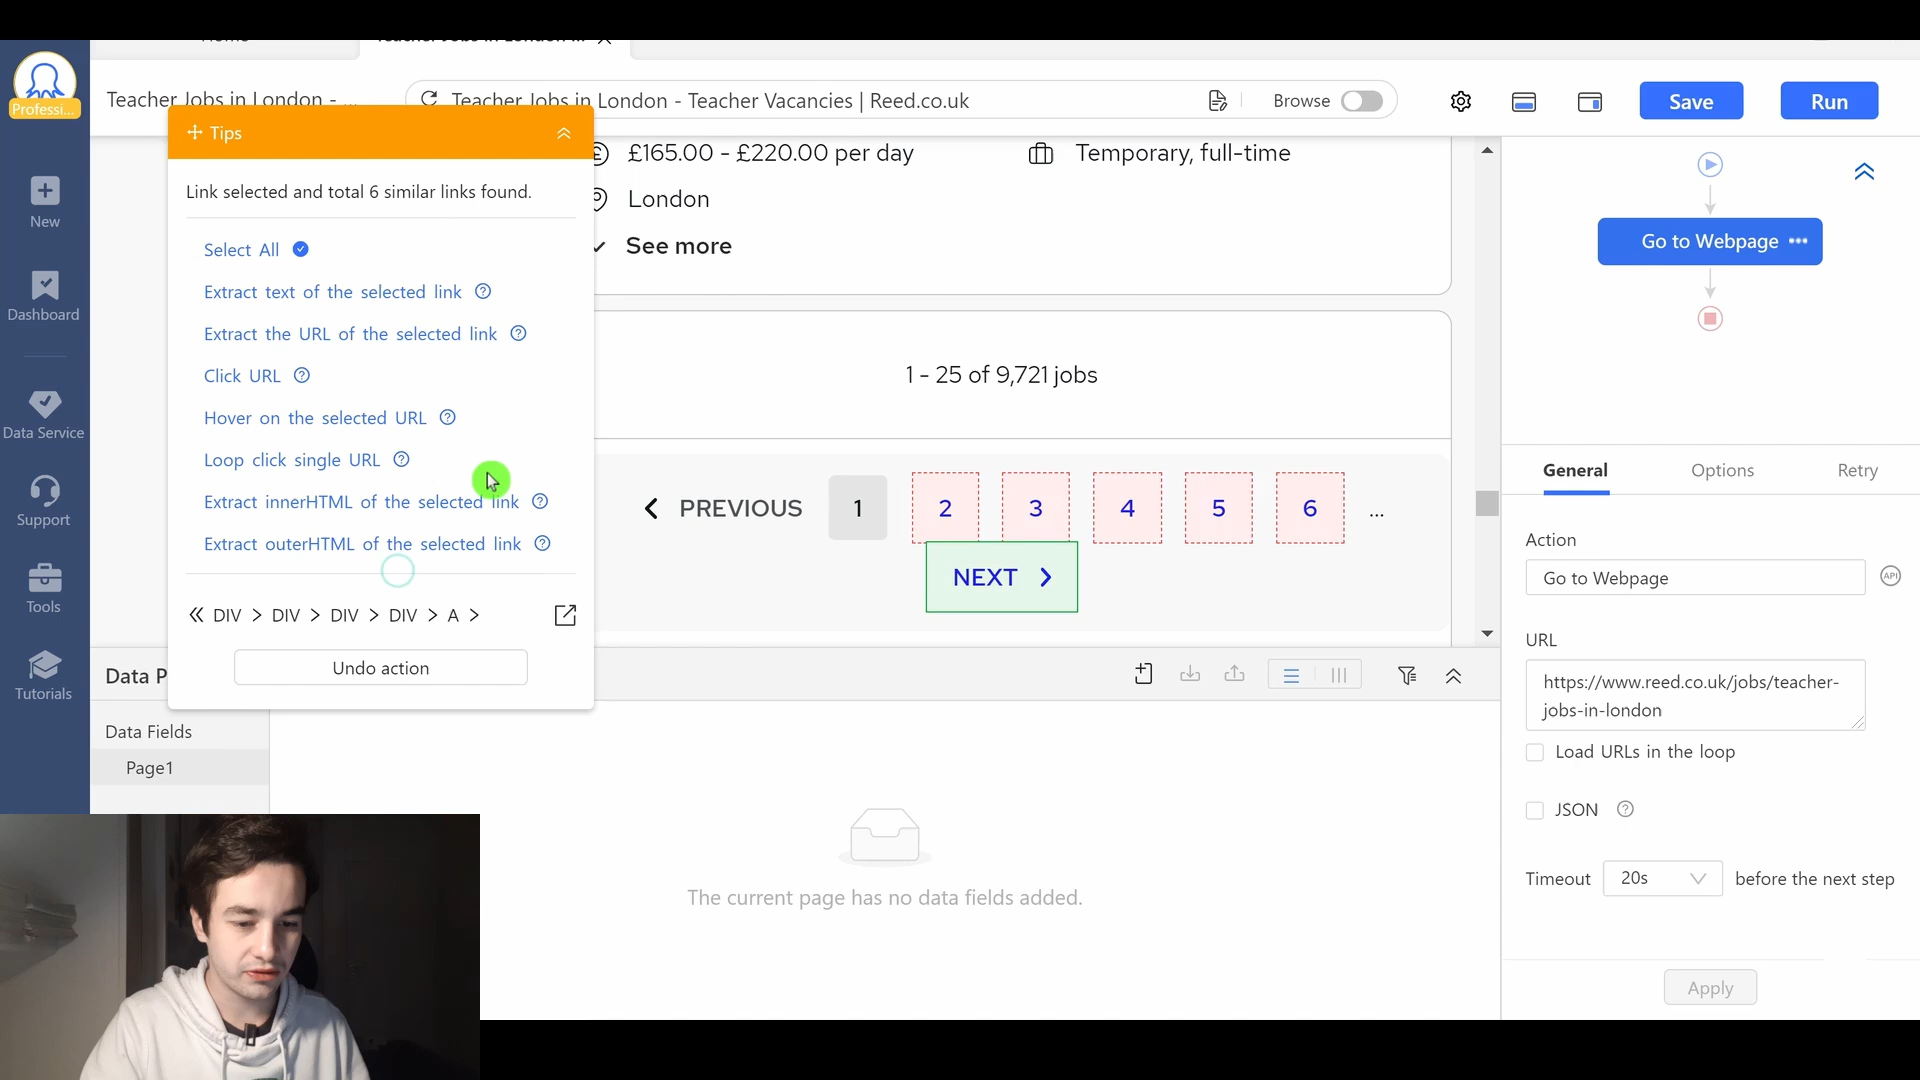 Home
Teacher Jobs in London ...
Professi...
Teacher Jobs in London - ...
Teacher Jobs in London - Teacher Vacancies | Reed.co.uk
Browse
Save
Run
Tips
Link selected and total 6 similar links found.
Select All
Extract text of the selected link
Extract the URL of the selected link
Click URL
Hover on the selected URL
Loop click single URL
Extract innerHTML of the selected link
Extract outerHTML of the selected link
DIV > DIV > DIV > DIV > A >
Undo action
New
Dashboard
Data Service
Support
Tools
Tutorials
£165.00 - £220.00 per day
Temporary, full-time
London
See more
1 - 25 of 9,721 jobs
PREVIOUS 1 2 3 4 5 6 ...
NEXT
Data P
Data Fields
Page1
The current page has no data fields added.
Go to Webpage
General
Options
Retry
Action
Go to Webpage
API
URL
https://www.reed.co.uk/jobs/teacher-
jobs-in-london
Load URLs in the loop
JSON
Timeout 20s before the next step
Apply